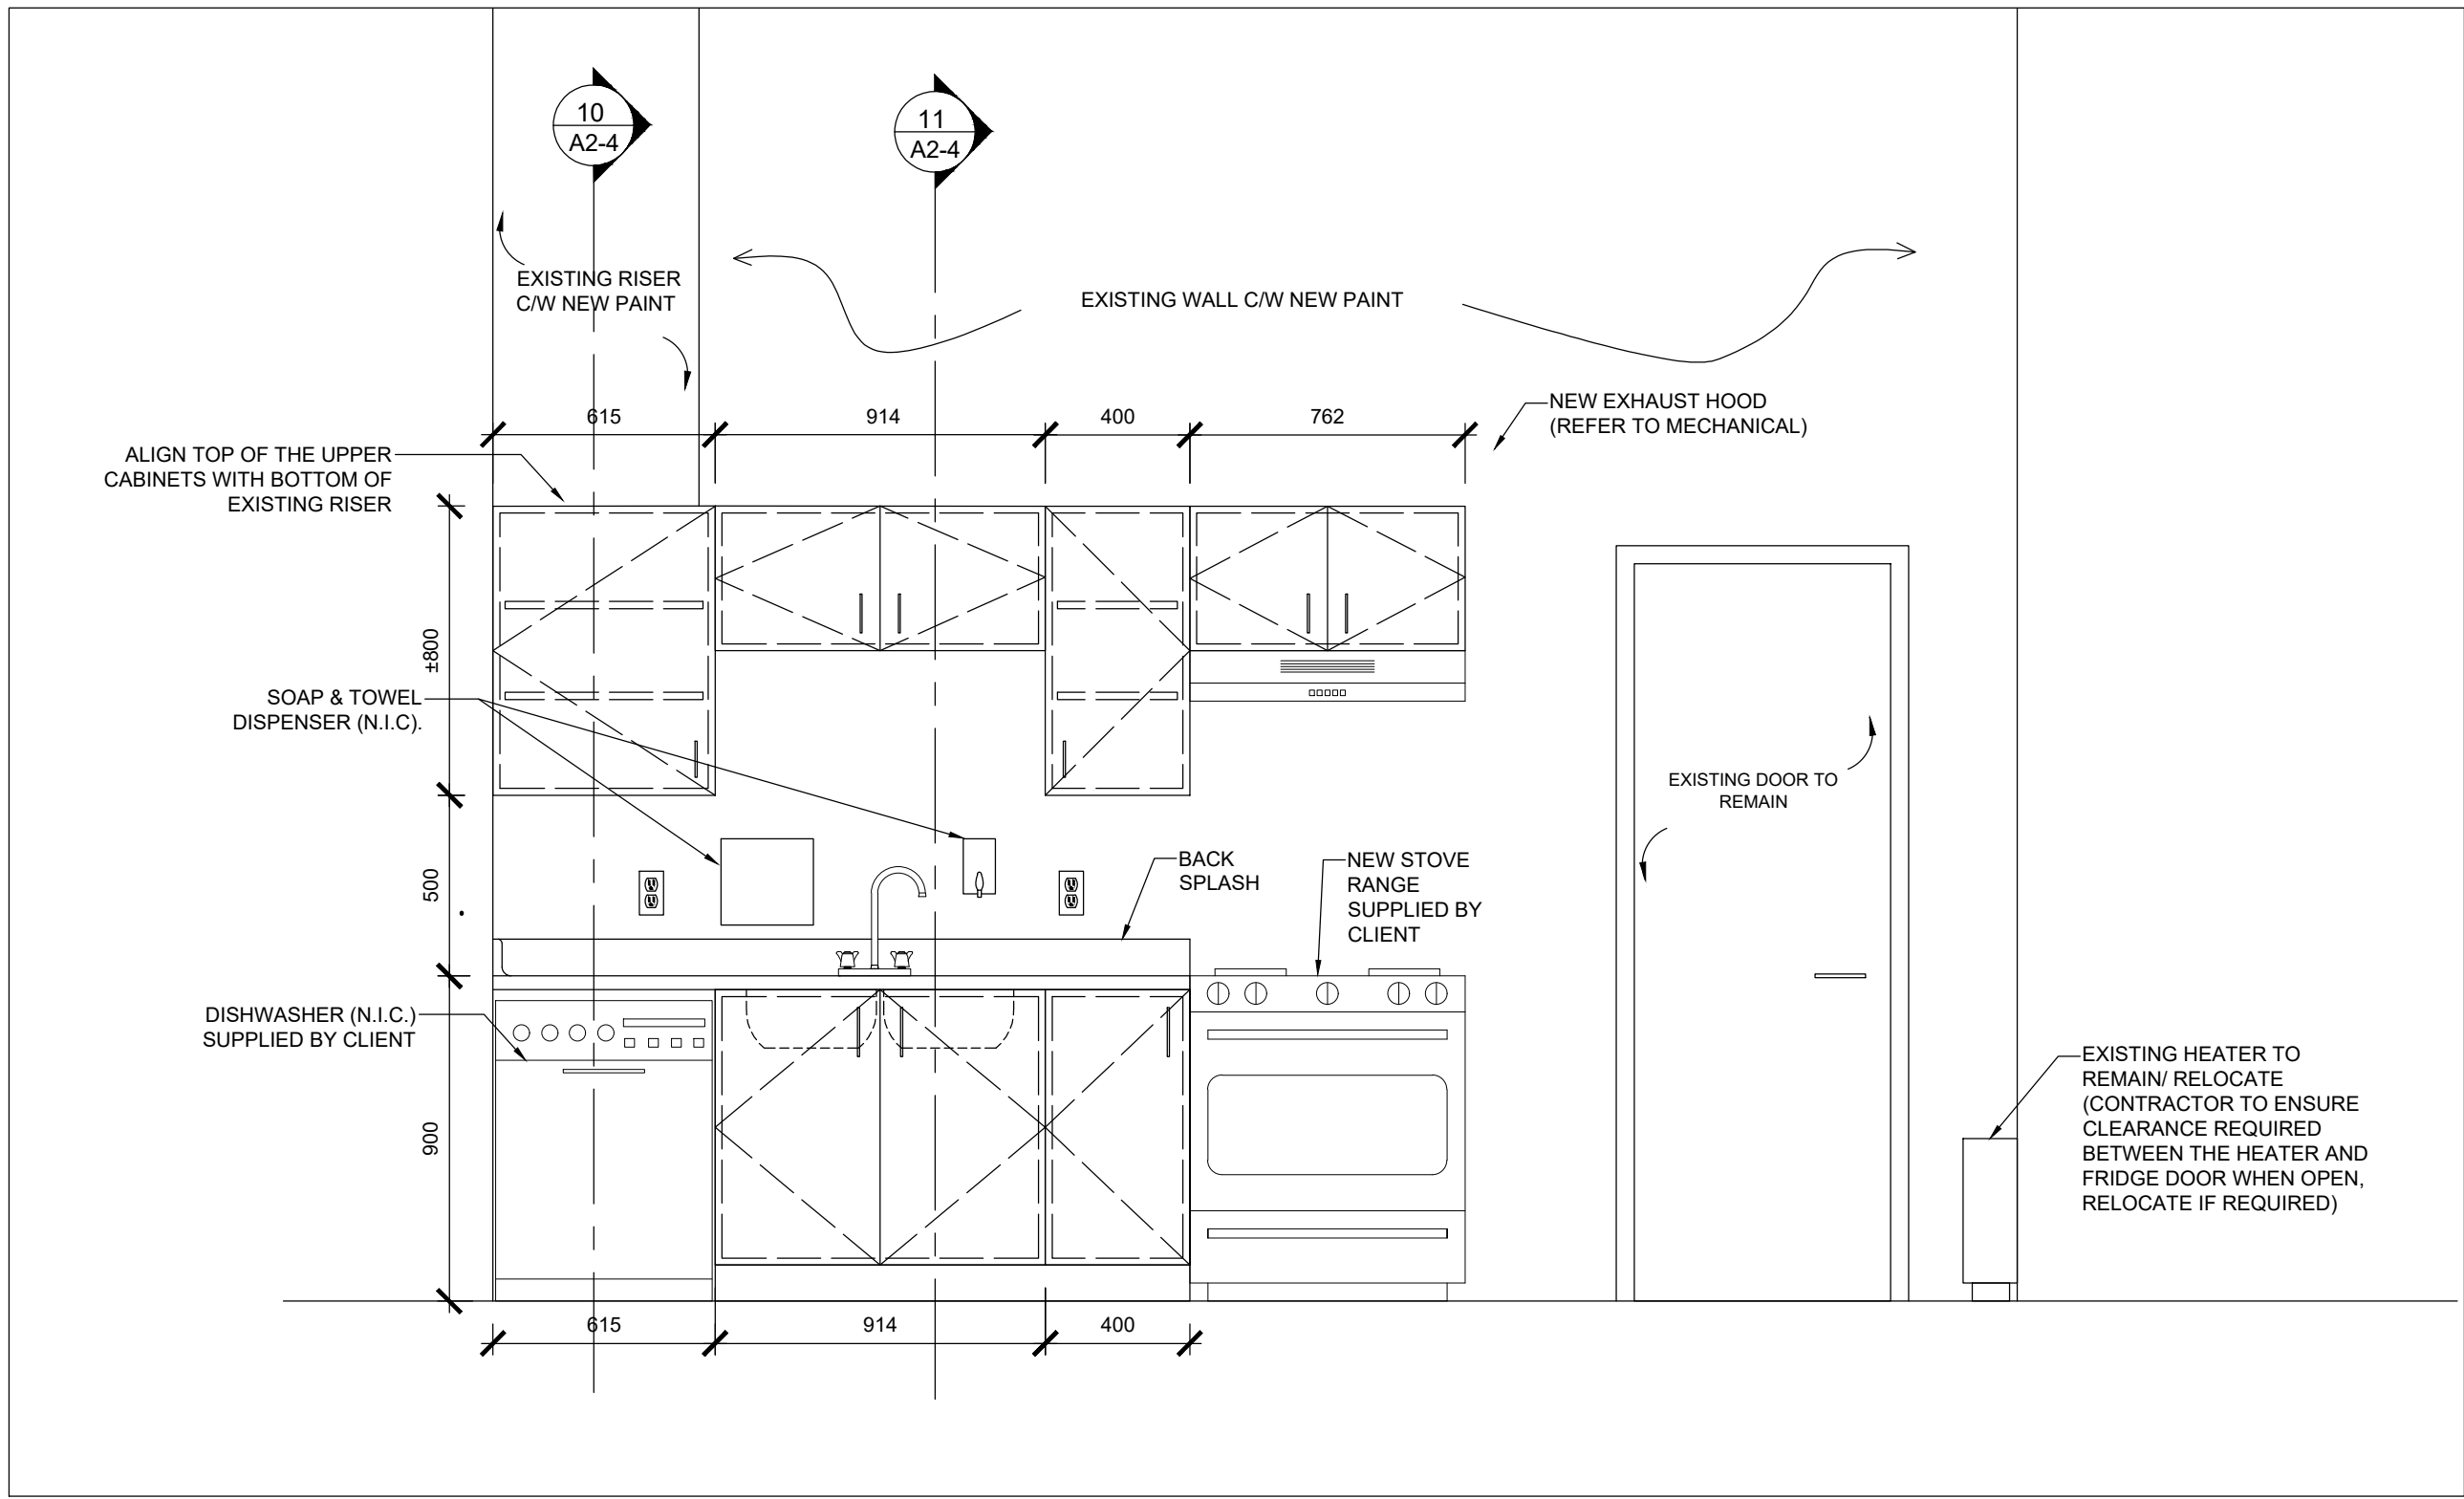 10
A2-4
11
A2-4
EXISTING RISER
C/W NEW PAINT
EXISTING WALL C/W NEW PAINT
NEW EXHAUST HOOD
(REFER TO MECHANICAL)
615
914
400
762
ALIGN TOP OF THE UPPER
CABINETS WITH BOTTOM OF
EXISTING RISER
±800
SOAP & TOWEL
DISPENSER (N.I.C).
EXISTING DOOR TO
REMAIN
500
BACK
SPLASH
NEW STOVE
RANGE
SUPPLIED BY
CLIENT
DISHWASHER (N.I.C.)
SUPPLIED BY CLIENT
900
EXISTING HEATER TO
REMAIN/ RELOCATE
(CONTRACTOR TO ENSURE
CLEARANCE REQUIRED
BETWEEN THE HEATER AND
FRIDGE DOOR WHEN OPEN,
RELOCATE IF REQUIRED)
615
914
400